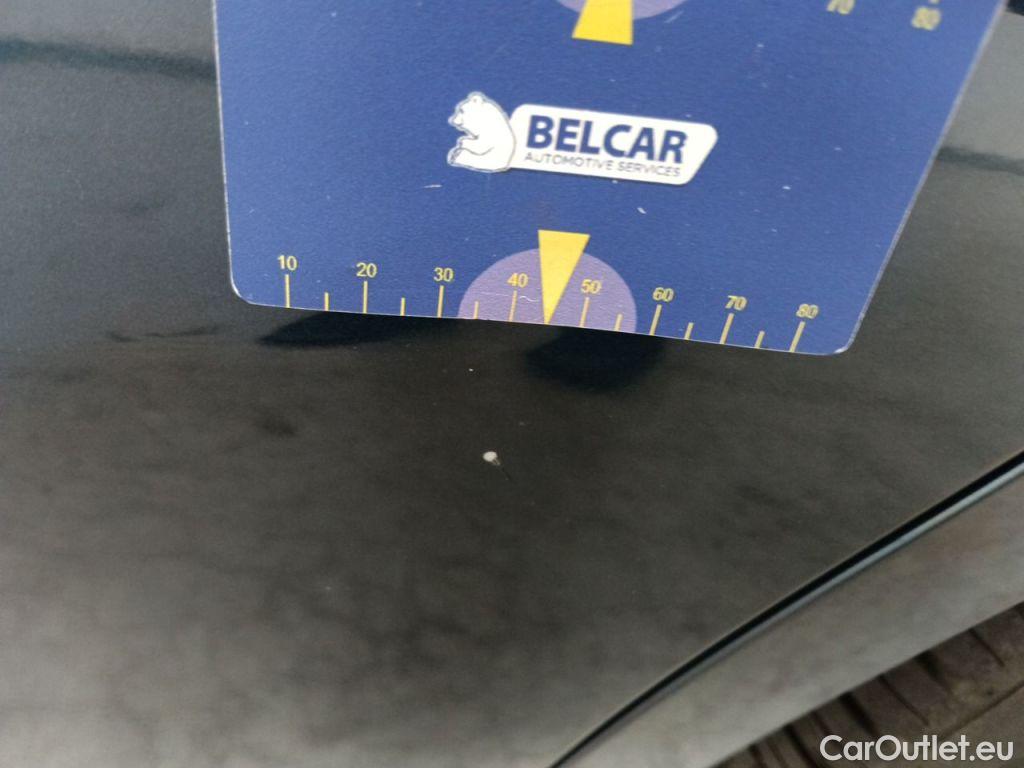 70 80
BELCAR
AUTOMOTIVE SERVICES
10 20 30 40 50 60 70 80
CarOutlet.eu